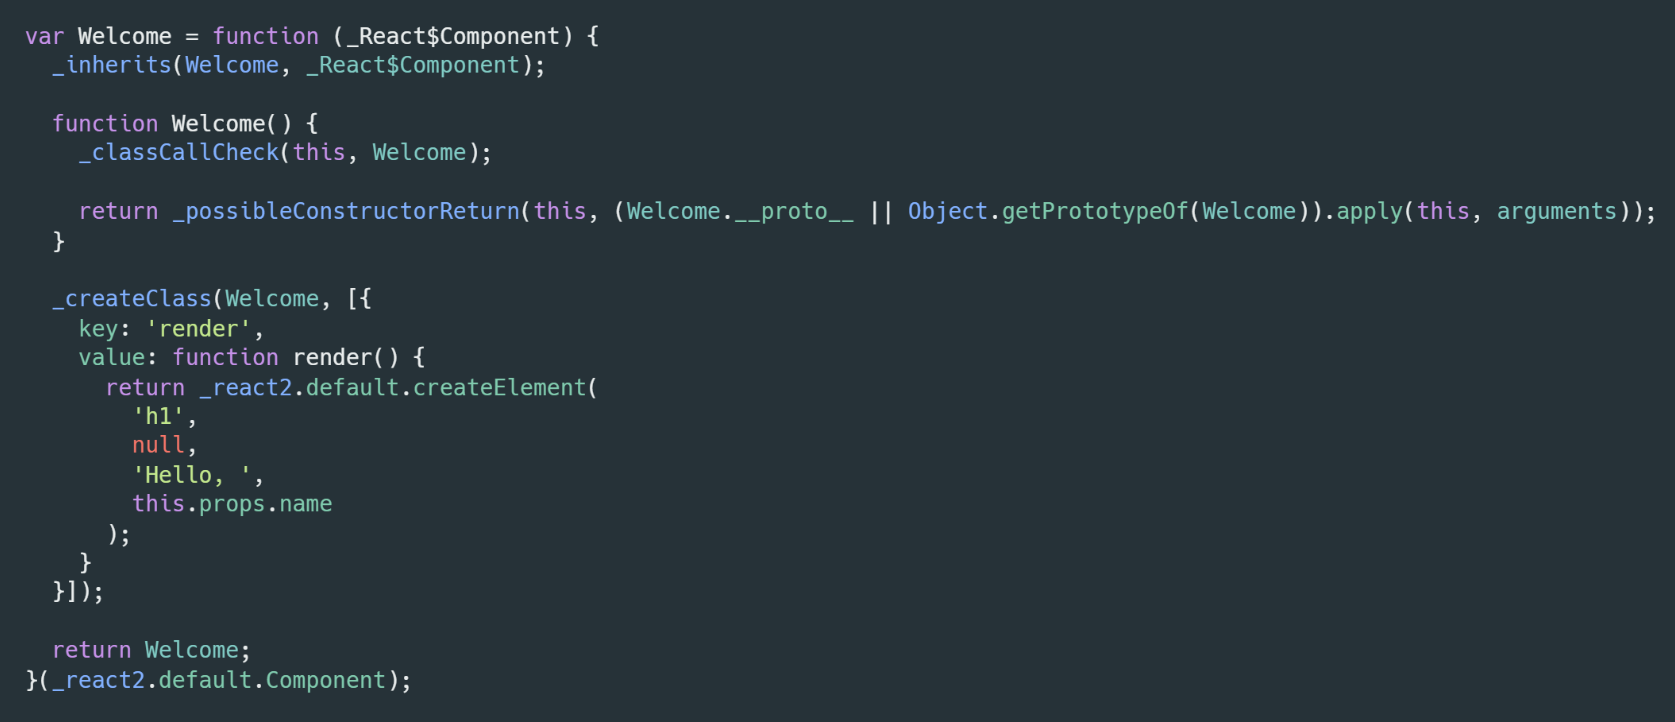 var Welcome = function (_React$Component) {
  _inherits(Welcome, _React$Component);

  function Welcome() {
    _classCallCheck(this, Welcome);

    return _possibleConstructorReturn(this, (Welcome.__proto__ || Object.getPrototypeOf(Welcome)).apply(this, arguments));
  }

  _createClass(Welcome, [{
    key: 'render',
    value: function render() {
      return _react2.default.createElement(
        'h1',
        null,
        'Hello, ',
        this.props.name
      );
    }
  }]);

  return Welcome;
}(_react2.default.Component);